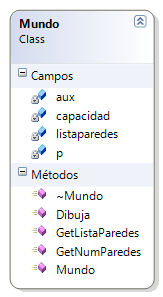 Mundo
Class
Campos
aux
capacidad
listaparedes
p
Métodos
~Mundo
Dibuja
GetListaParedes
GetNumParedes
Mundo